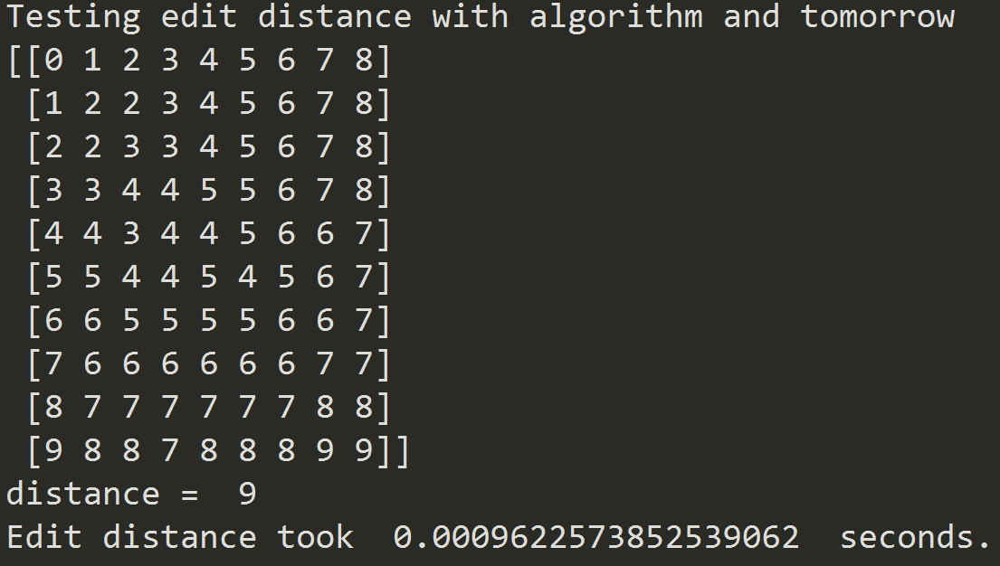 Testing edit distance with algorithm and tomorrow
[[0 1 2 3 4 5 6 7 8]
 [1 2 2 3 4 5 6 7 8]
 [2 2 3 3 4 5 6 7 8]
 [3 3 4 4 5 5 6 7 8]
 [4 4 3 4 4 5 6 6 7]
 [5 5 4 4 5 4 5 6 7]
 [6 6 5 5 5 5 6 6 7]
 [7 6 6 6 6 6 6 7 7]
 [8 7 7 7 7 7 7 8 8]
 [9 8 8 7 8 8 8 9 9]]
distance =  9
Edit distance took  0.0009622573852539062  seconds.